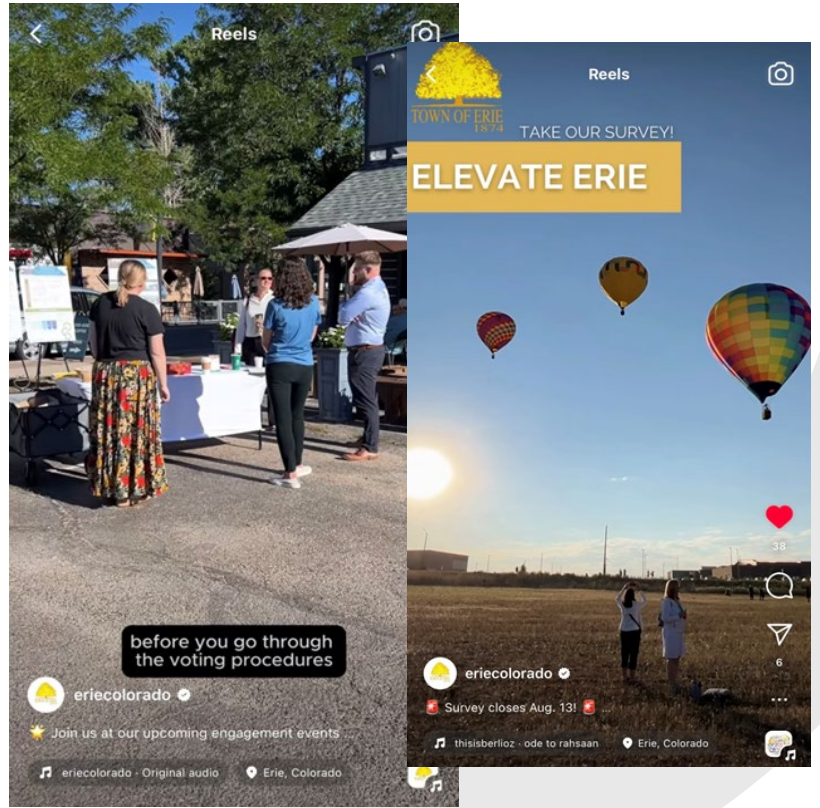 Reels
before you go through
the voting procedures
eriecolorado
🌟 Join us at our upcoming engagement events ...
eriecolorado · Original audio
Erie, Colorado
Reels
TOWN OF ERIE
1874
TAKE OUR SURVEY!
ELEVATE ERIE
38
6
eriecolorado
🚨 Survey closes Aug. 13! 🚨 ...
thisisberlioz · ode to rahsaan
Erie, Colorado